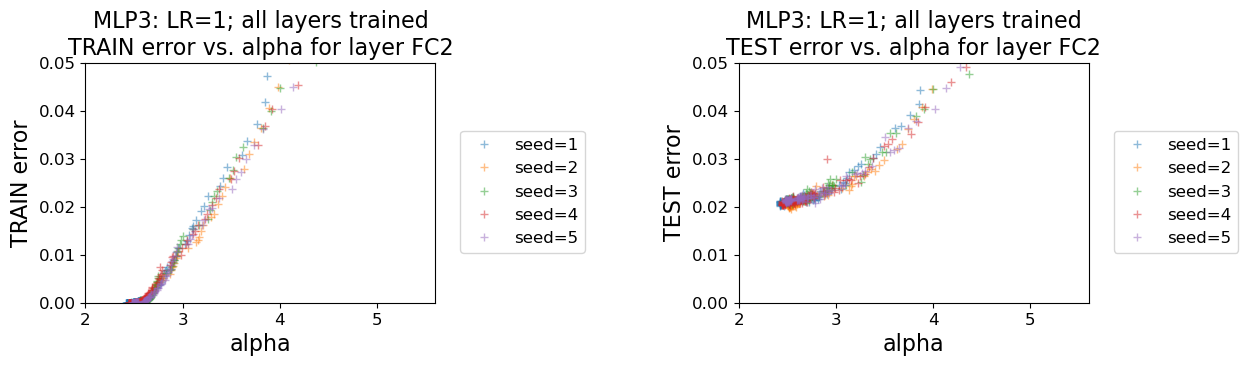 MLP3: LR=1; all layers trained
TRAIN error vs. alpha for layer FC2
TRAIN error
0.05
0.04
0.03
0.02
0.01
0.00
2
3
4
5
alpha
seed=1
seed=2
seed=3
seed=4
seed=5
MLP3: LR=1; all layers trained
TEST error vs. alpha for layer FC2
TEST error
0.05
0.04
0.03
0.02
0.01
0.00
2
3
4
5
alpha
seed=1
seed=2
seed=3
seed=4
seed=5